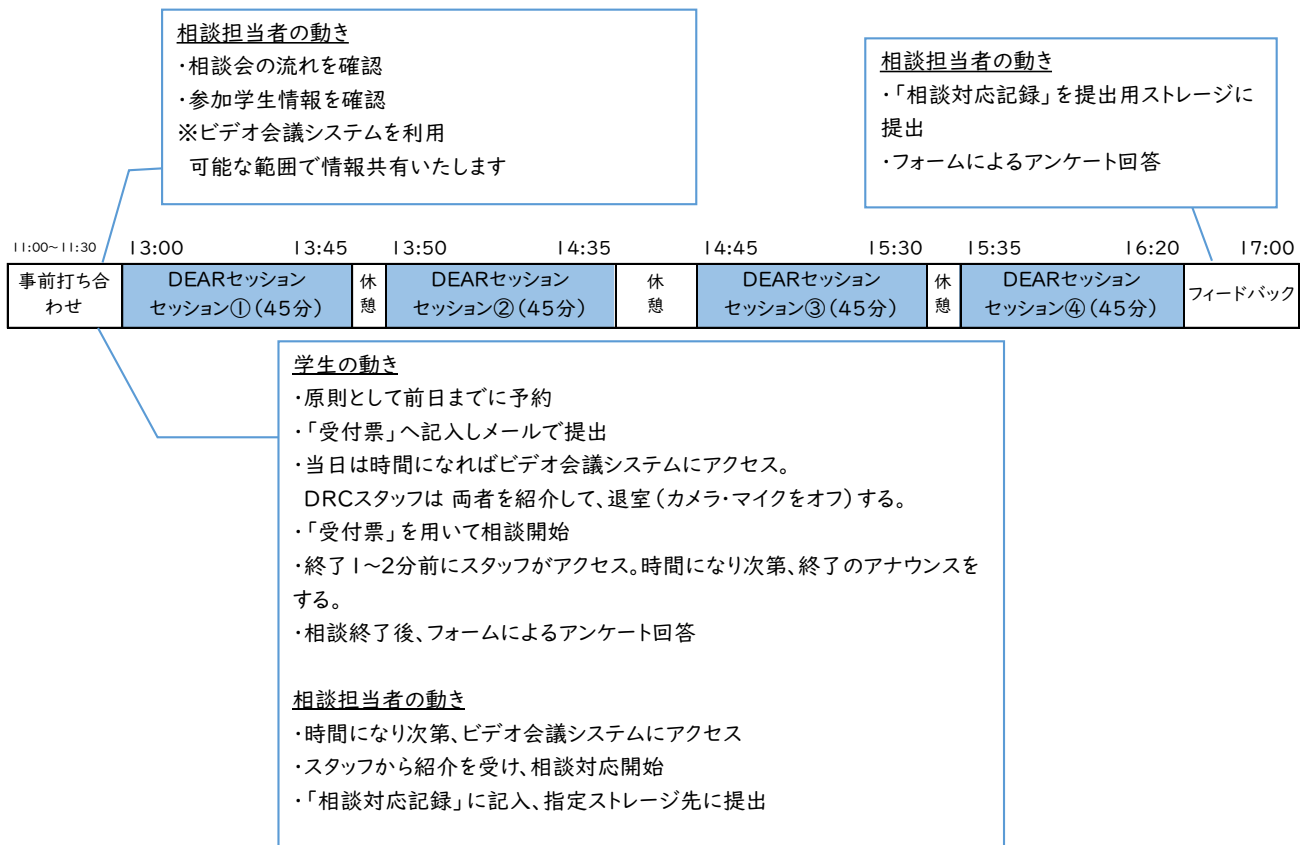 相談担当者の動き
・相談会の流れを確認
・参加学生情報を確認
※ビデオ会議システムを利用
可能な範囲で情報共有いたします
相談担当者の動き
・「相談対応記録」を提出用ストレージに
提出
・フォームによるアンケート回答
11:00~11:30 13:00 13:45 13:50 14:35 14:45 15:30 15:35 16:20 17:00
事前打ち合
わせ
DEARセッション
セッション①(45分)
休
憩
DEARセッション
セッション②(45分)
休
憩
DEARセッション
セッション③(45分)
休
憩
DEARセッション
セッション④(45分)
フィードバック
学生の動き
・原則として前日までに予約
・「受付票」へ記入しメールで提出
・当日は時間になればビデオ会議システムにアクセス。
DRCスタッフは 両者を紹介して、退室(カメラ・マイクをオフ)する。
・「受付票」を用いて相談開始
・終了1~2分前にスタッフがアクセス。時間になり次第、終了のアナウンスを
する。
・相談終了後、フォームによるアンケート回答
相談担当者の動き
・時間になり次第、ビデオ会議システムにアクセス
・スタッフから紹介を受け、相談対応開始
・「相談対応記録」に記入、指定ストレージ先に提出